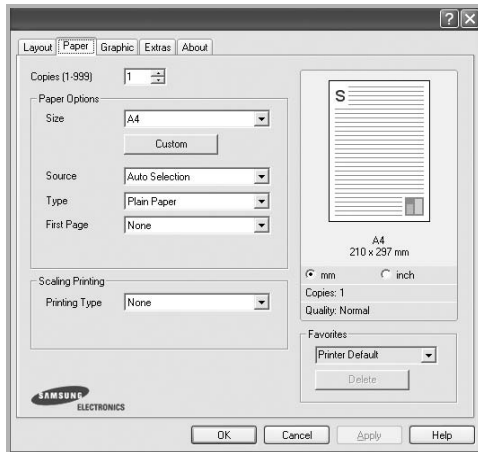 Layout Paper Graphic Extras About
Copies (1-999) 1
Paper Options
Size A4
Custom
Source Auto Selection
Type Plain Paper
First Page None
Scaling Printing
Printing Type None
S
A4
210 x 297 mm
mm inch
Copies: 1
Quality: Normal
Favorites
Printer Default
Delete
SAMSUNG
ELECTRONICS
OK Cancel Apply Help